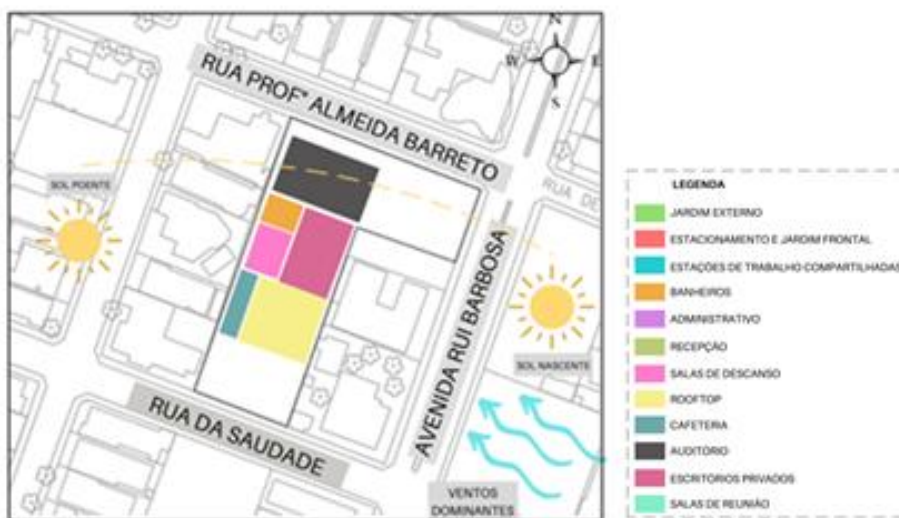 N
W
E
S
RUA PROFª ALMEIDA BARRETO
RUA DE
SOL POENTE
AVENIDA RUI BARBOSA
SOL NASCENTE
RUA DA SAUDADE
VENTOS
DOMINANTES
LEGENDA
JARDIM EXTERNO
ESTACIONAMENTO E JARDIM FRONTAL
ESTAÇÕES DE TRABALHO COMPARTILHADAS
BANHEIROS
ADMINISTRATIVO
RECEPÇÃO
SALAS DE DESCANSO
ROOFTOP
CAFETERIA
AUDITÓRIO
ESCRITÓRIOS PRIVADOS
SALAS DE REUNIÃO